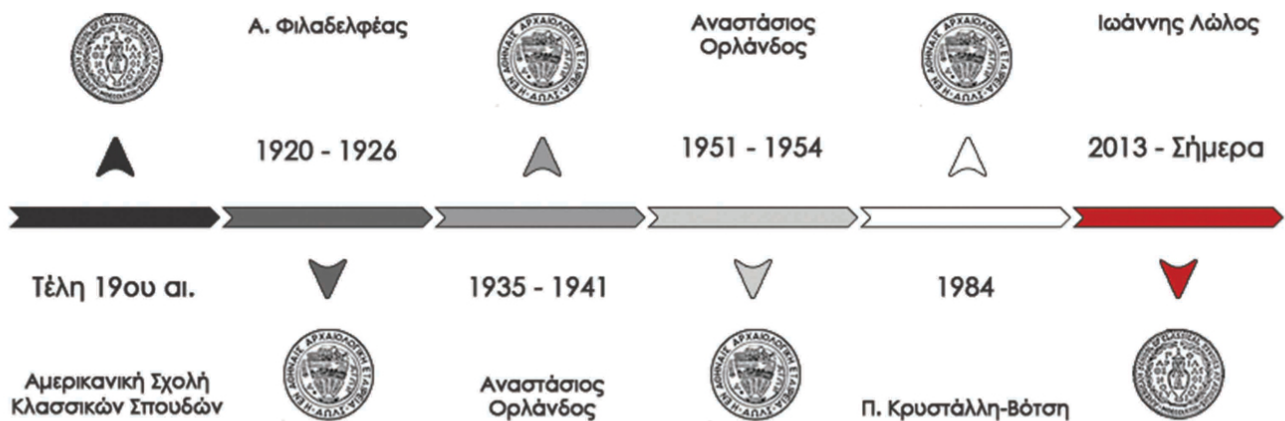 Α. Φιλαδελφέας
Αναστάσιος
Ορλάνδος
Ιωάννης Λώλος
1920 - 1926
1951 - 1954
2013 - Σήμερα
Τέλη 19ου αι.
1935 - 1941
1984
Αμερικανική Σχολή
Κλασσικών Σπουδών
Αναστάσιος
Ορλάνδος
Π. Κρυστάλλη-Βότση